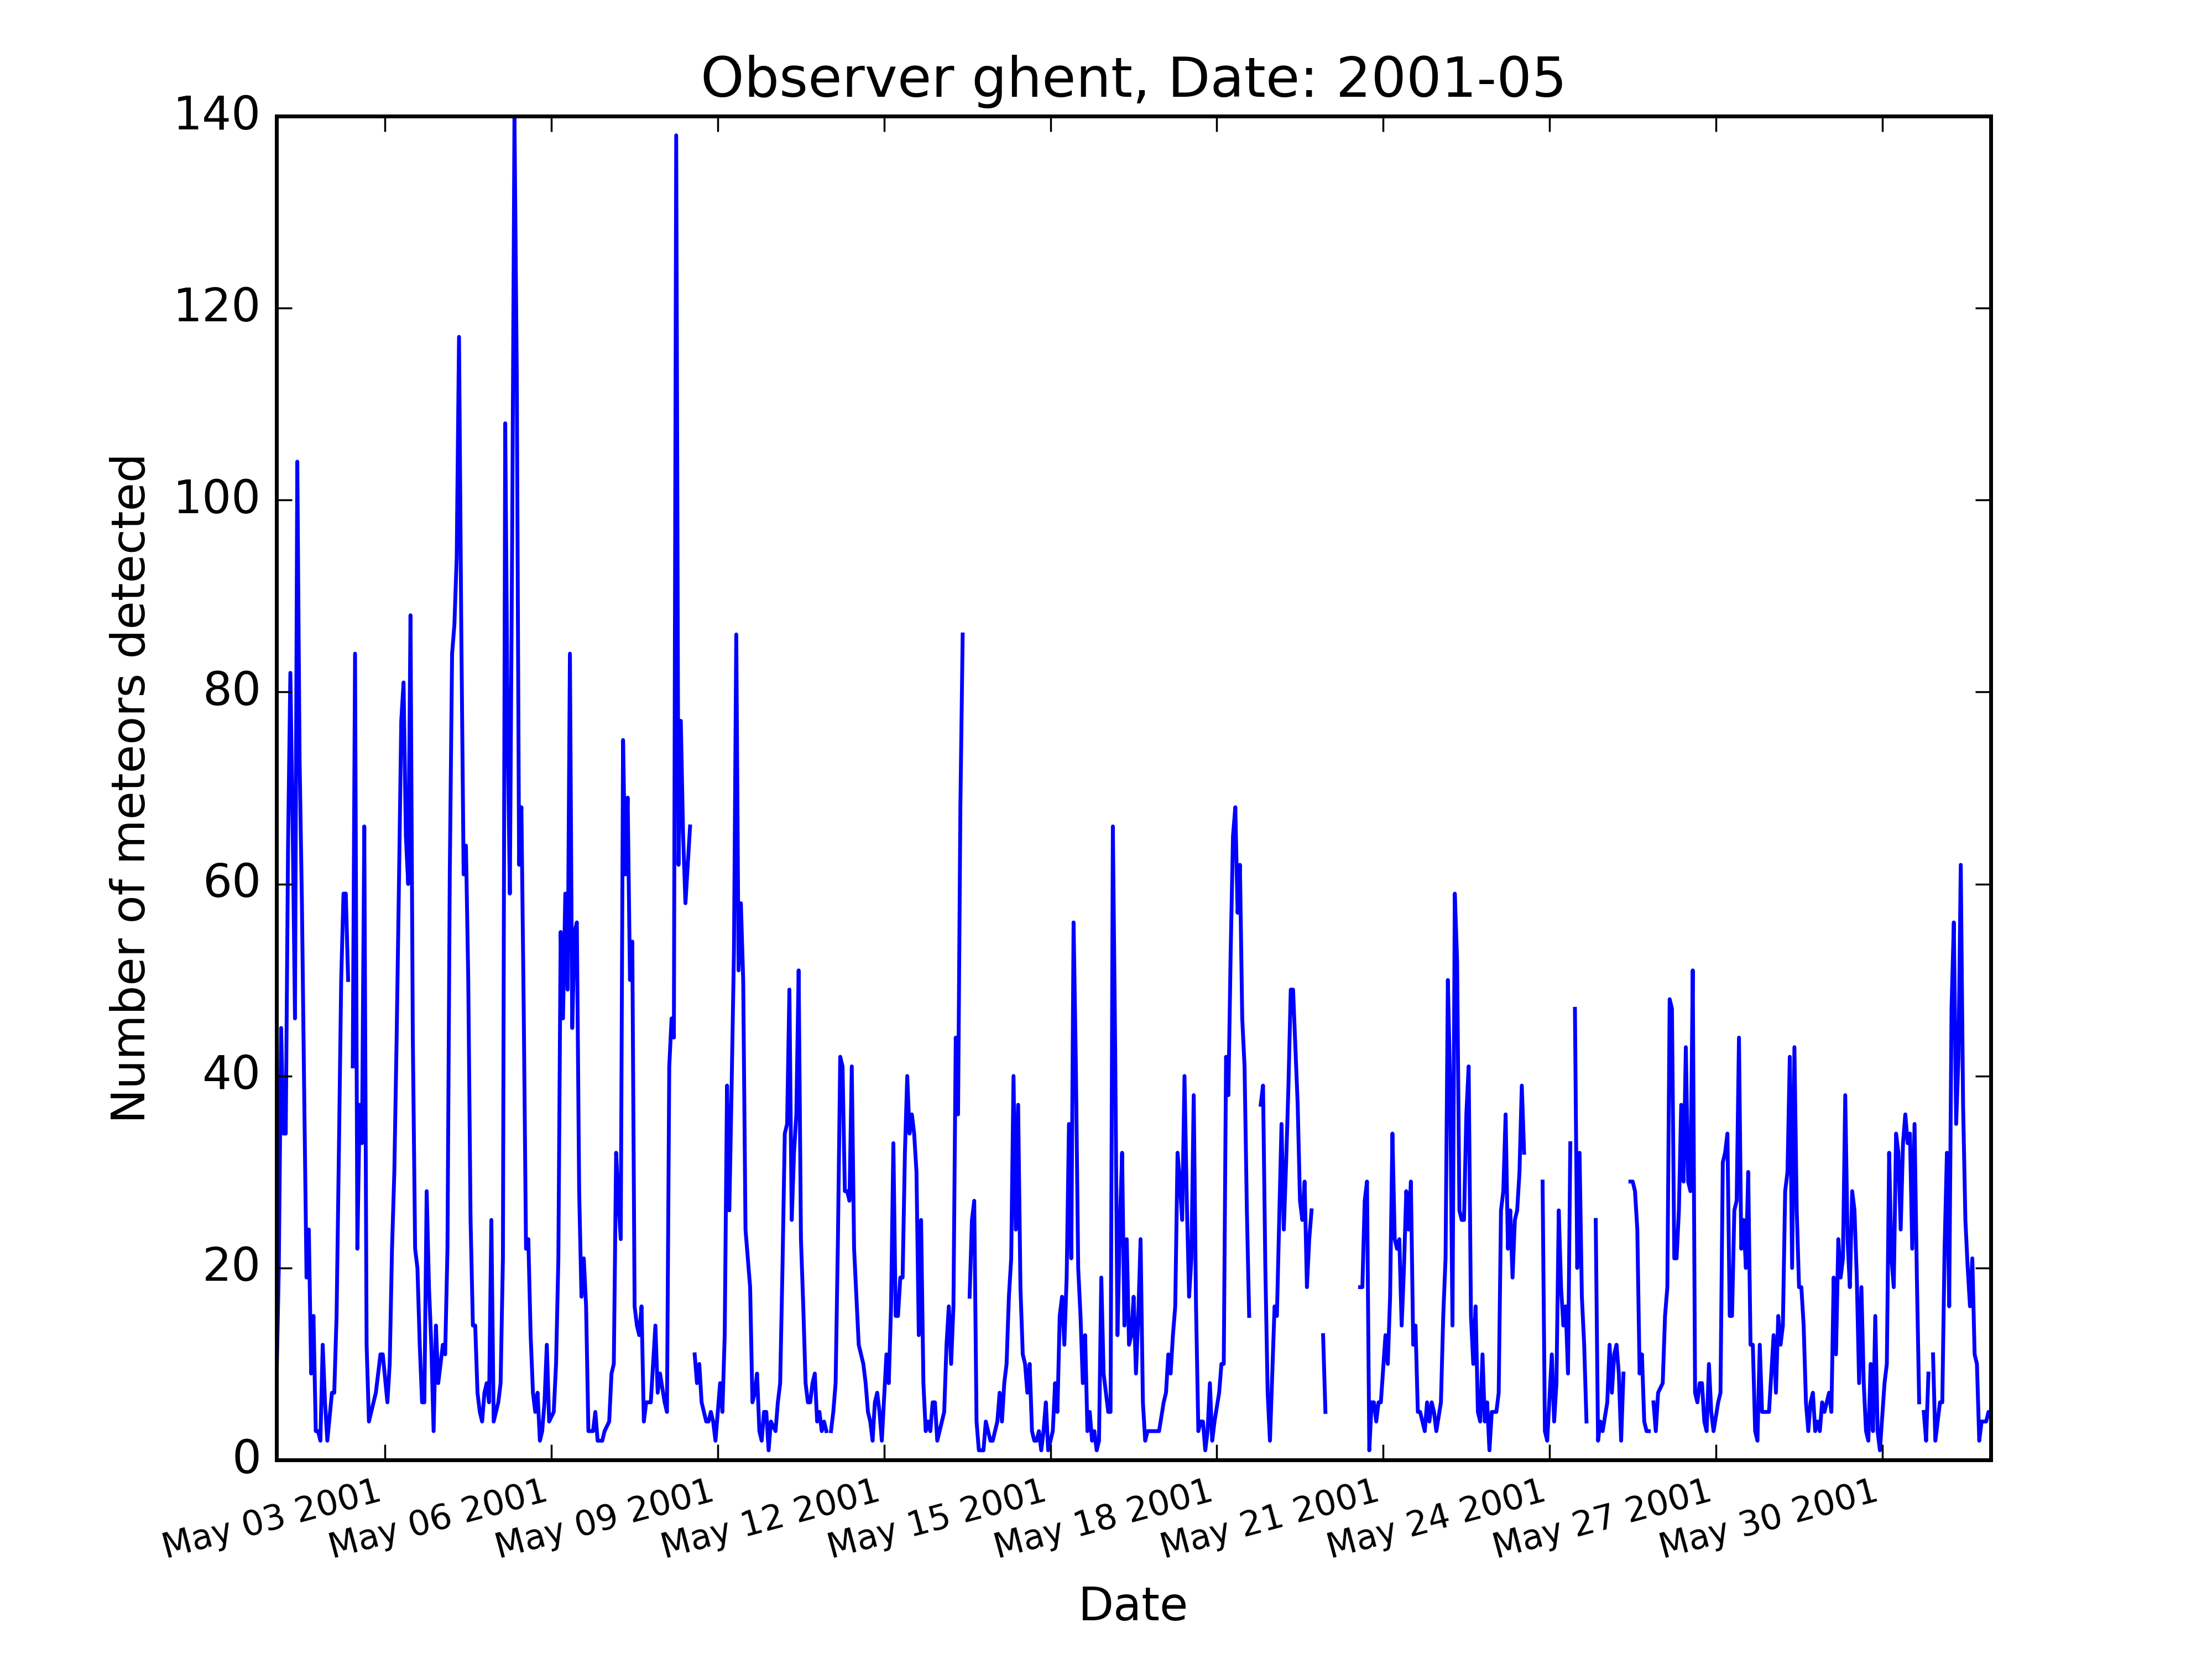 Observer ghent, Date: 2001-05
Number of meteors detected
140
120
100
80
60
40
20
0
May 03 2001
May 06 2001
May 09 2001
May 12 2001
May 15 2001
May 18 2001
May 21 2001
May 24 2001
May 27 2001
May 30 2001
Date